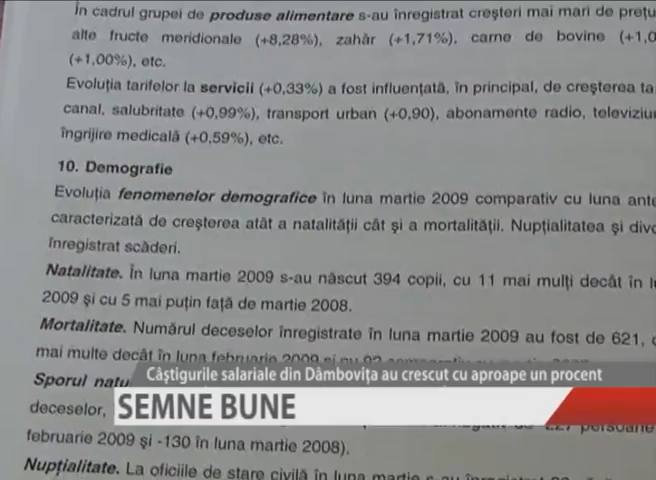 În cadrul grupei de produse alimentare s-au înregistrat creşteri mai mari de preţu
alte fructe meridionale (+8,28%), zahăr (+1,71%), carne de bovine (+1,0
(+1,00%), etc.
Evoluţia tarifelor la servicii (+0,33%) a fost influenţată, în principal, de creşterea ta
canal, salubritate (+0,99%), transport urban (+0,90), abonamente radio, televiziun
îngrijire medicală (+0,59%), etc.
10. Demografie
Evoluţia fenomenelor demografice în luna martie 2009 comparativ cu luna ante
caracterizată de creşterea atât a natalităţii cât şi a mortalităţii. Nupţialitatea şi divo
înregistrat scăderi.
Natalitate. În luna martie 2009 s-au născut 394 copii, cu 11 mai mulţi decât în l
2009 şi cu 5 mai puţin faţă de martie 2008.
Mortalitate. Numărul deceselor înregistrate în luna martie 2009 au fost de 621, c
mai multe decât în luna februarie 2009
Sporul natu
Câştigurile salariale din Dâmboviţa au crescut cu aproape un procent
deceselor,
SEMNE BUNE
de 227 persoane
februarie 2009 şi -130 în luna martie 2008).
Nupţialitate. La oficiile de stare civilă în luna martie